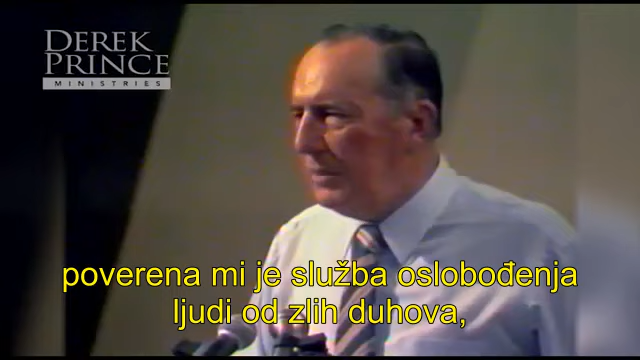 DEREK
PRINCE
MINISTRIES
poverena mi je služba oslobođenja
ljudi od zlih duhova,